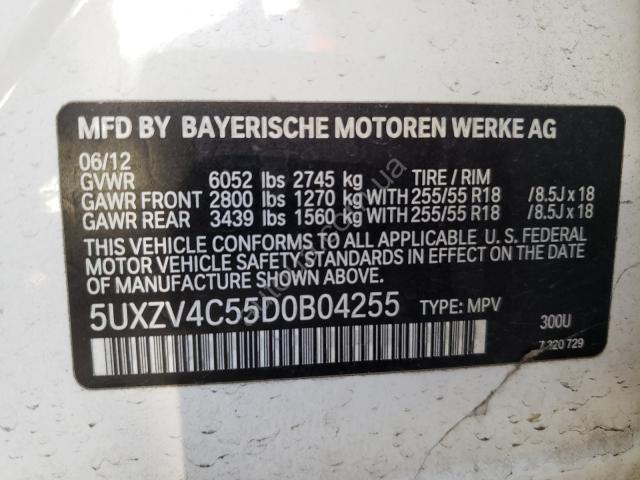 MFD BY BAYERISCHE MOTOREN WERKE AG
06/12
GVWR 6052 lbs 2745 kg TIRE / RIM
GAWR FRONT 2800 lbs 1270 kg WITH 255/55 R18 / 8.5J x 18
GAWR REAR 3439 lbs 1560 kg WITH 255/55 R18 / 8.5J x 18
THIS VEHICLE CONFORMS TO ALL APPLICABLE U. S. FEDERAL
MOTOR VEHICLE SAFETY STANDARDS IN EFFECT ON THE DATE
OF MANUFACTURE SHOWN ABOVE.
5UXZV4C55D0B04255 TYPE: MPV
300U
729